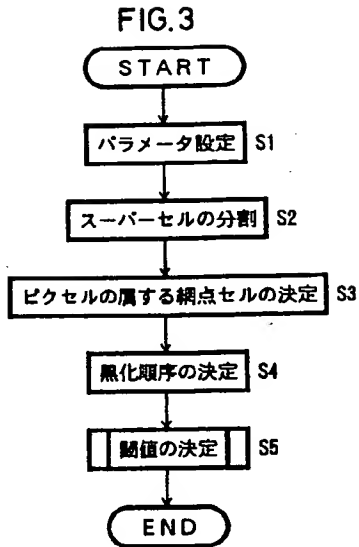 FIG.3
START
パラメータ設定 S1
スーパーセルの分割 S2
ピクセルの属する網点セルの決定 S3
黒化順序の決定 S4
閾値の決定 S5
END